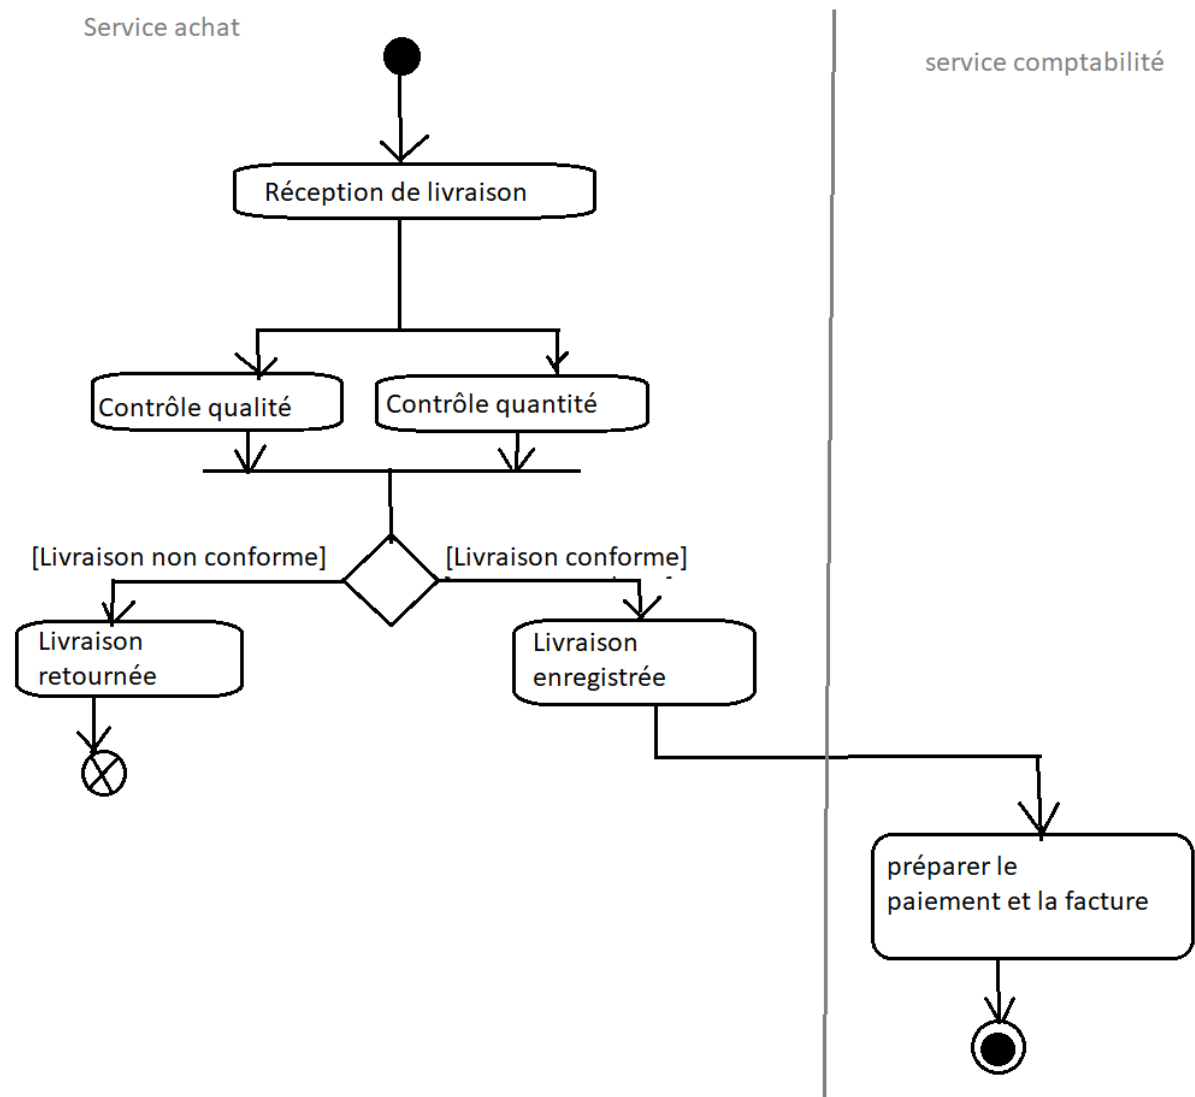 Service achat
service comptabilité
Réception de livraison
Contrôle qualité
Contrôle quantité
[Livraison non conforme]
[Livraison conforme]
Livraison
retournée
Livraison
enregistrée
préparer le
paiement et la facture